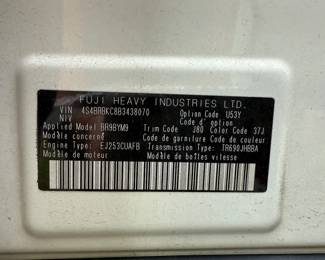 FUJI HEAVY INDUSTRIES LTD.
VIN 4S4BRBKC8B3438070 Option Code U53Y
NIV Code d' option
Applied Model BR9BYM9 Trim Code J80 Color Code 37J
Modèle concerné Code de garniture Code de couleur
Engine Type: EJ253CUAFB Transmission Type: TR690JHBBA
Modèle de moteur Modèle de boîtes vitesse